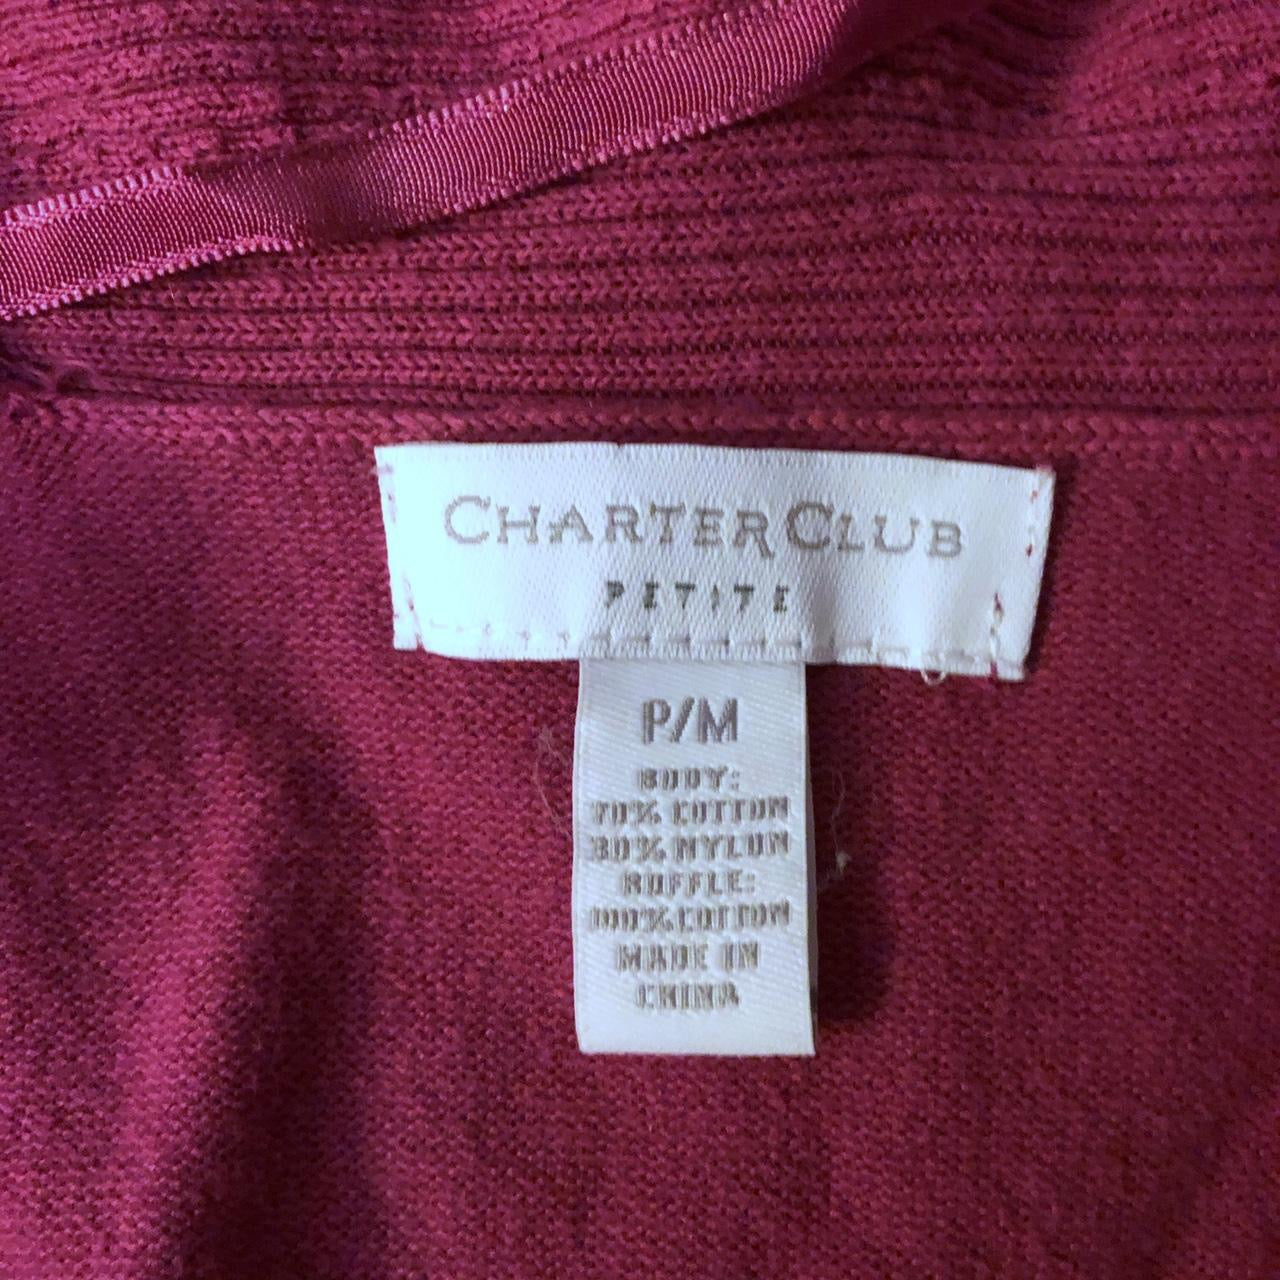 CHARTER CLUB
PETITE
P/M
BODY:
70% COTTON
30% NYLON
RUFFLE:
100% COTTON
MADE IN
CHINA